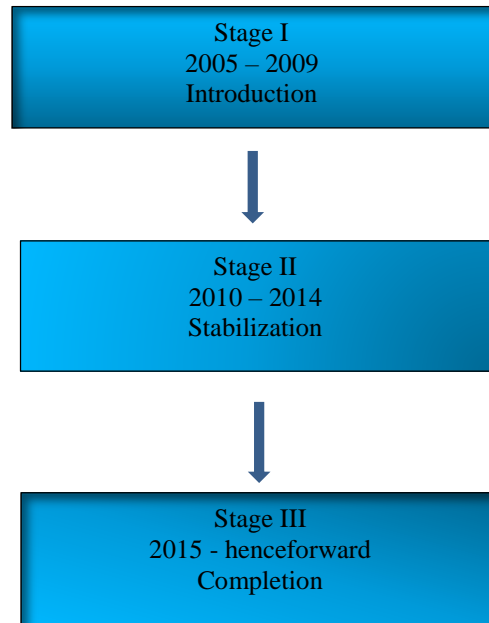 Stage I
2005 – 2009
Introduction
Stage II
2010 – 2014
Stabilization
Stage III
2015 - henceforward
Completion